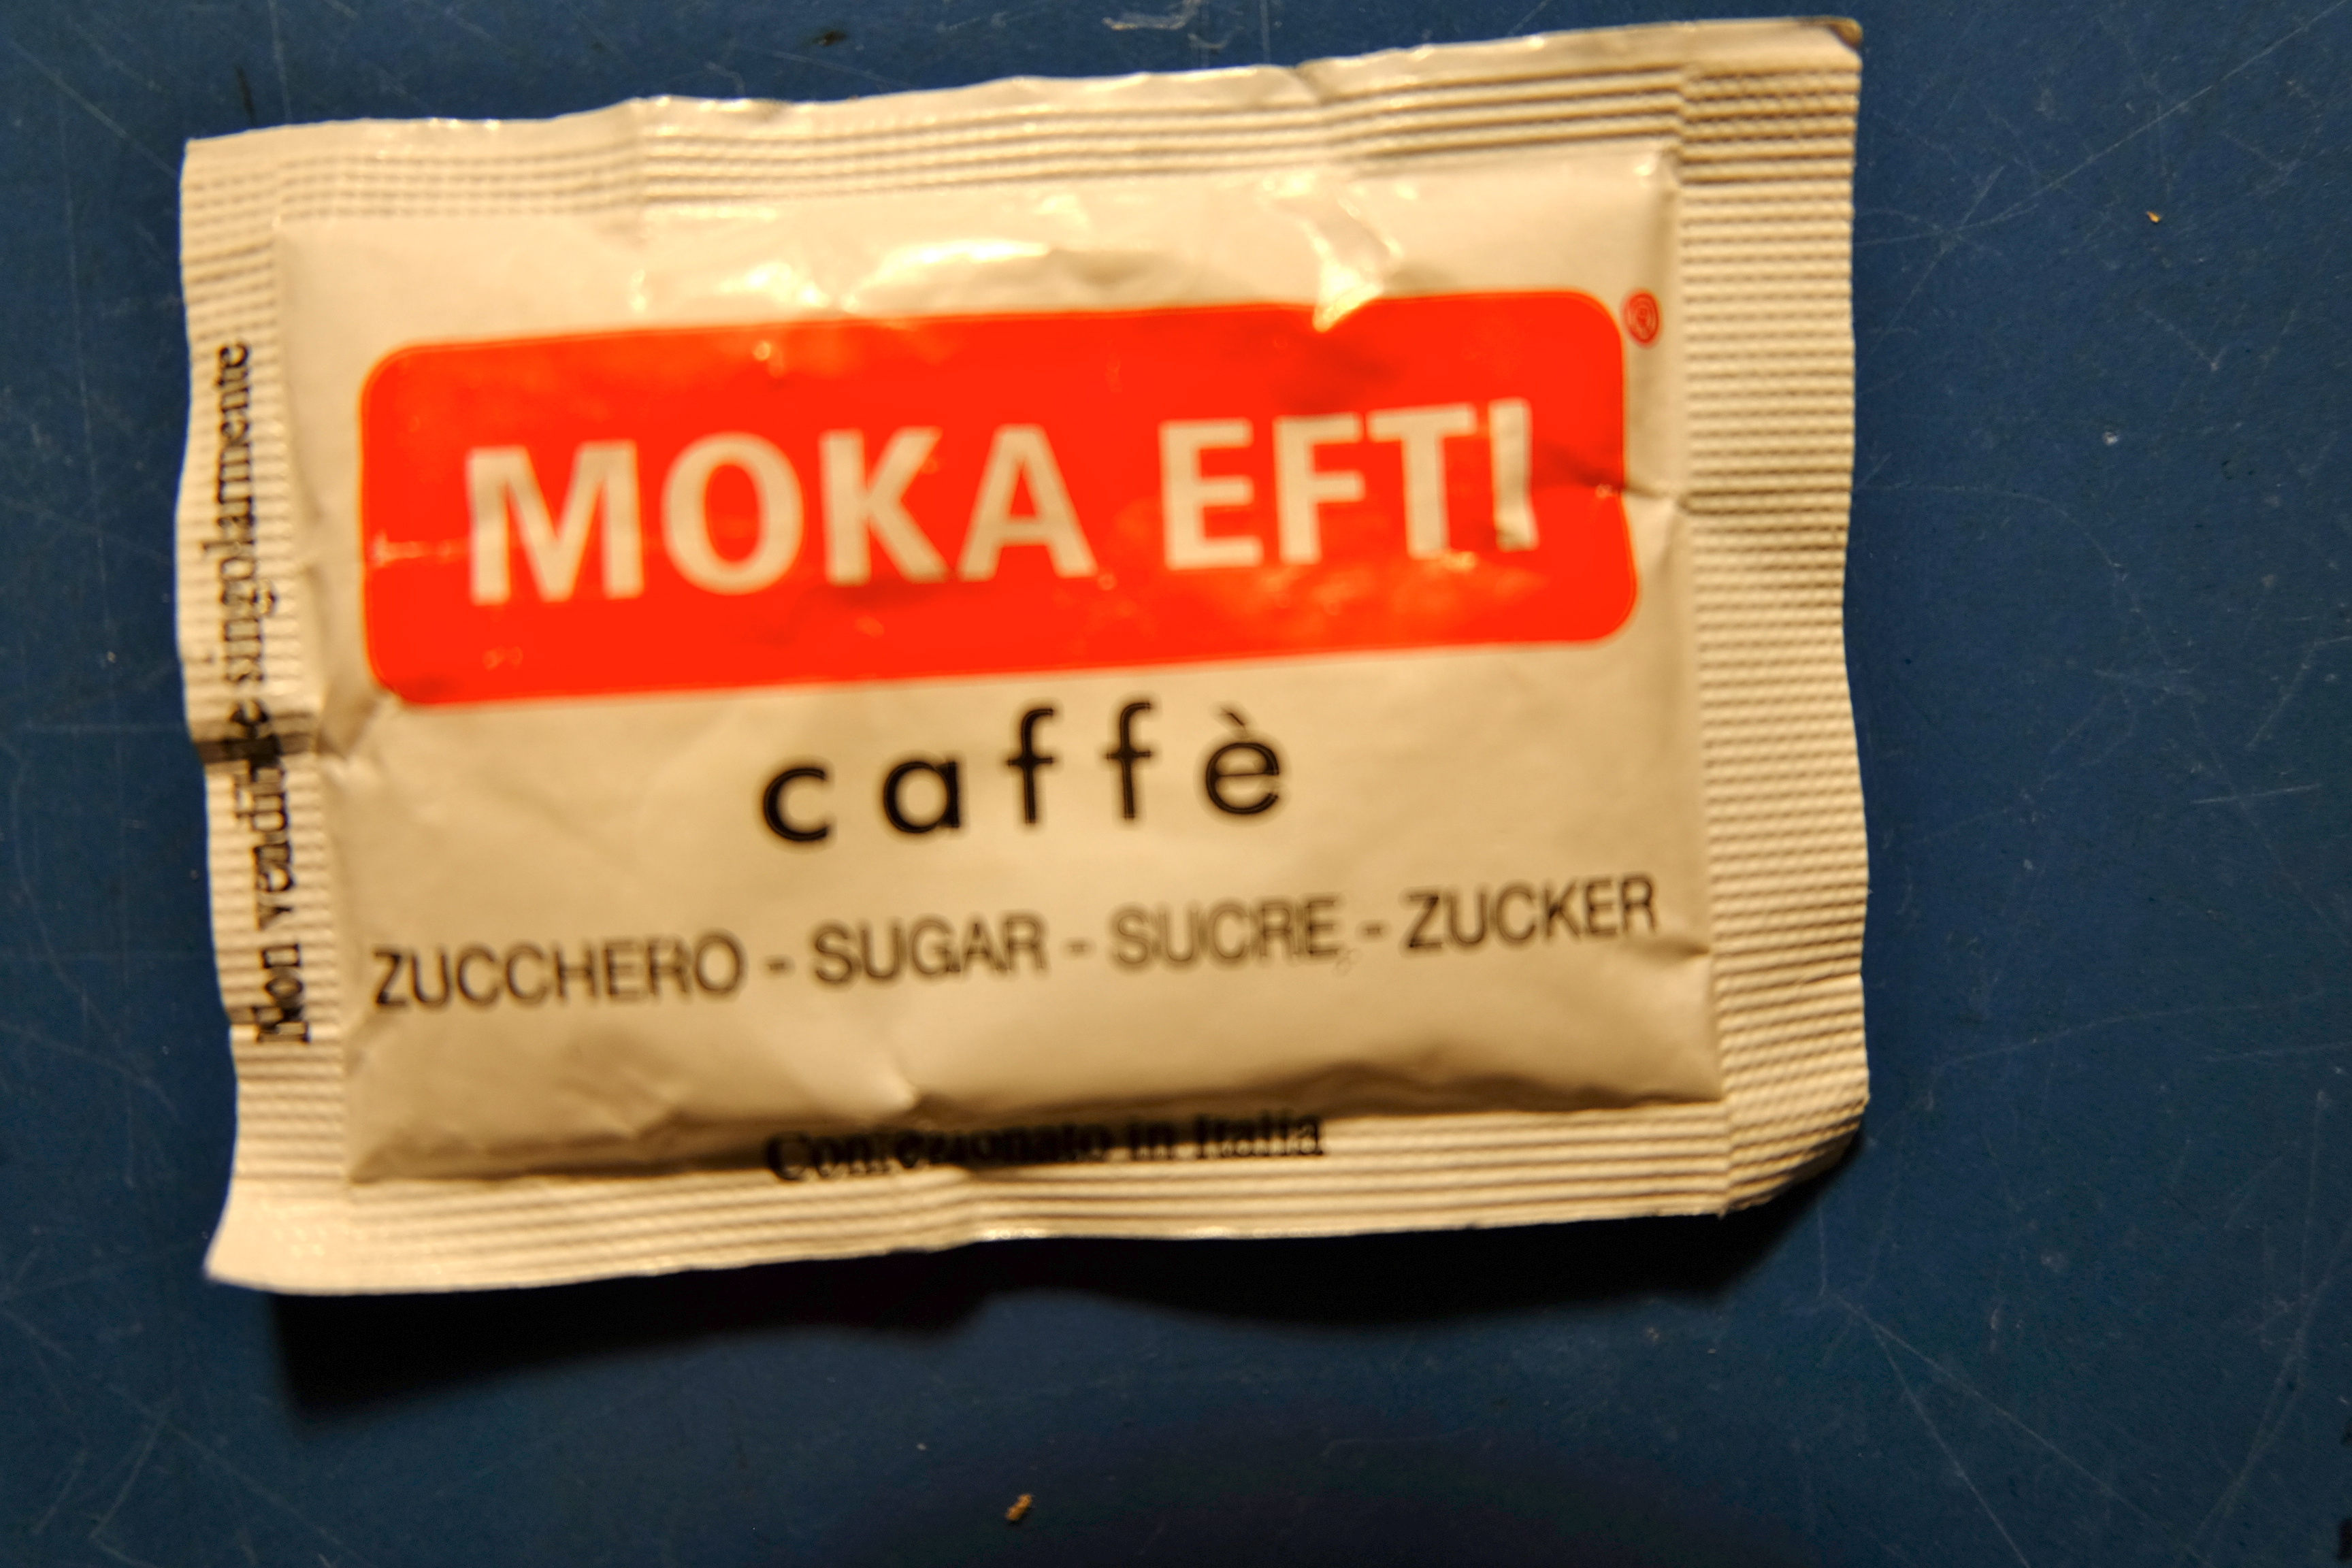 MOKA EFTI ®
caffè
ZUCCHERO - SUGAR - SUCRE - ZUCKER
Confezionato in Italia
Non vendibile singolarmente